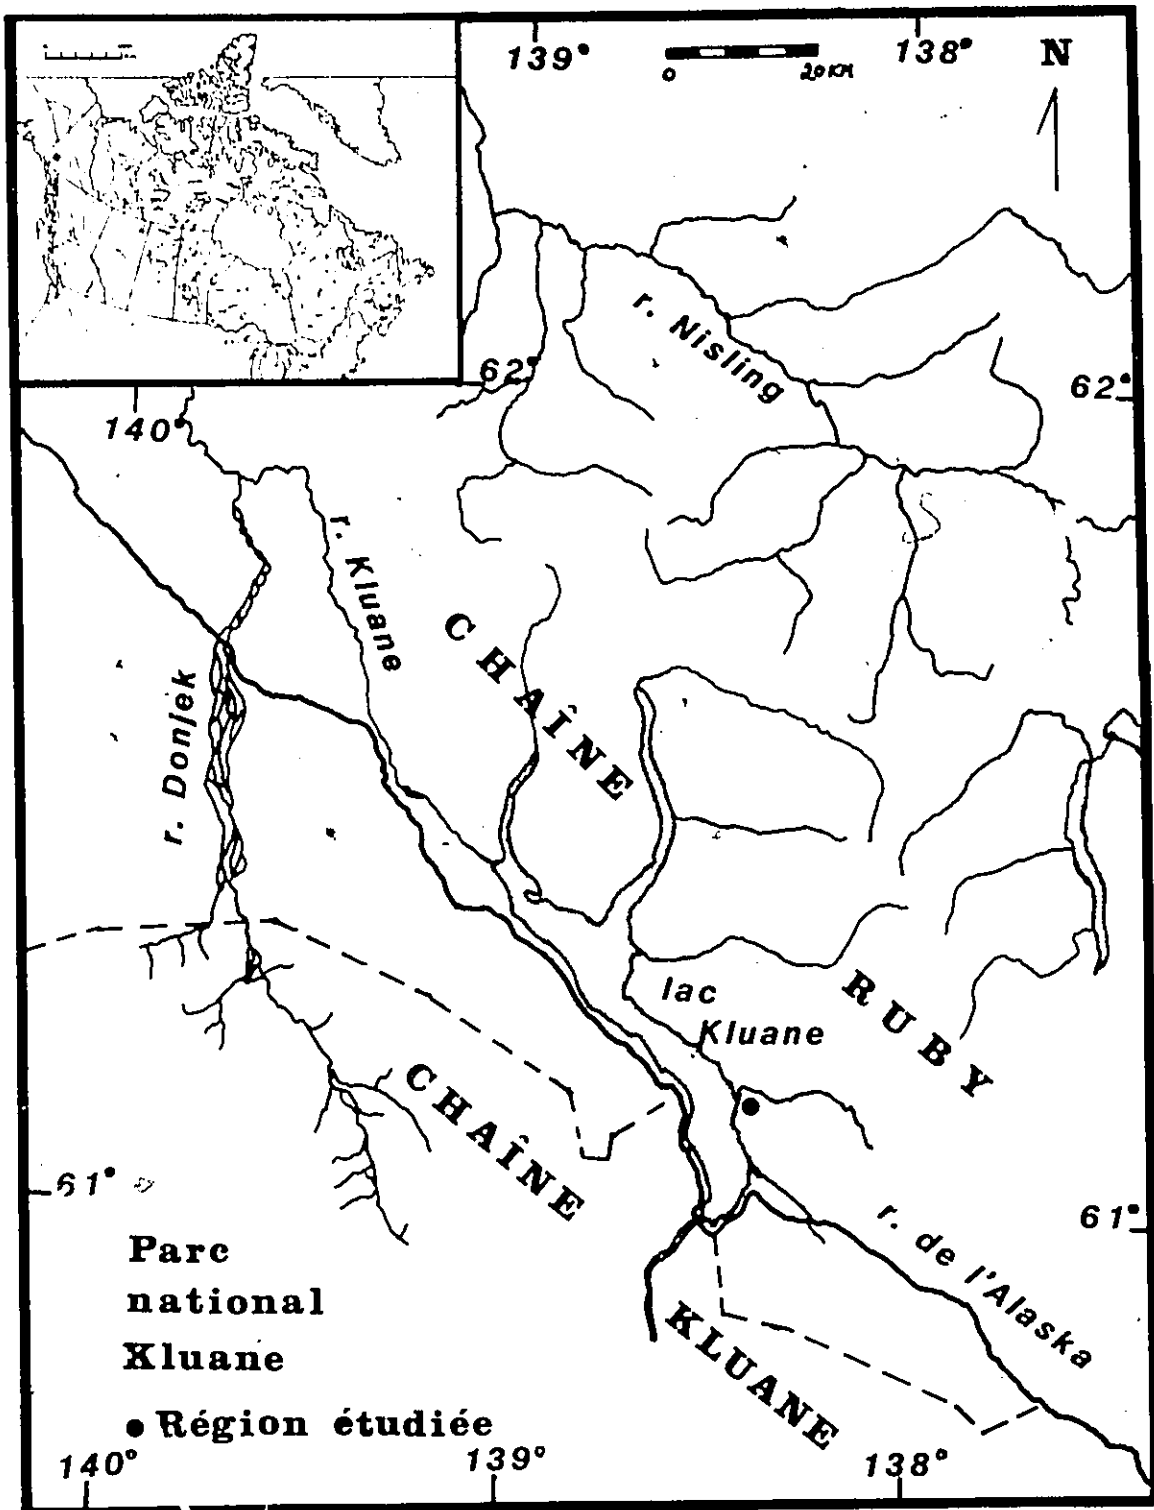 139°
138°
N
0
20 KM
r. Nisling
62°
62°
140°
r. Kluane
CHAÎNE
r. Donjek
lac
Kluane
RUBY
CHAÎNE
61°
61°
r. de l'Alaska
Parc
national
Kluane
KLUANE
● Région étudiée
140°
139°
138°